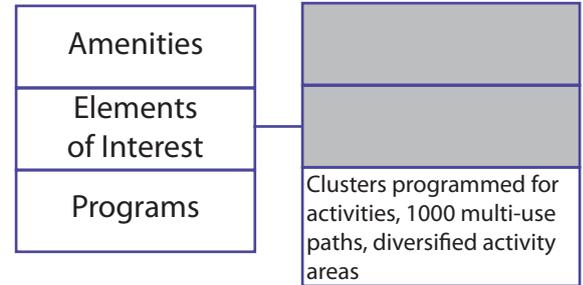 Amenities
Elements
of Interest
Programs
Clusters programmed for
activities, 1000 multi-use
paths, diversified activity
areas